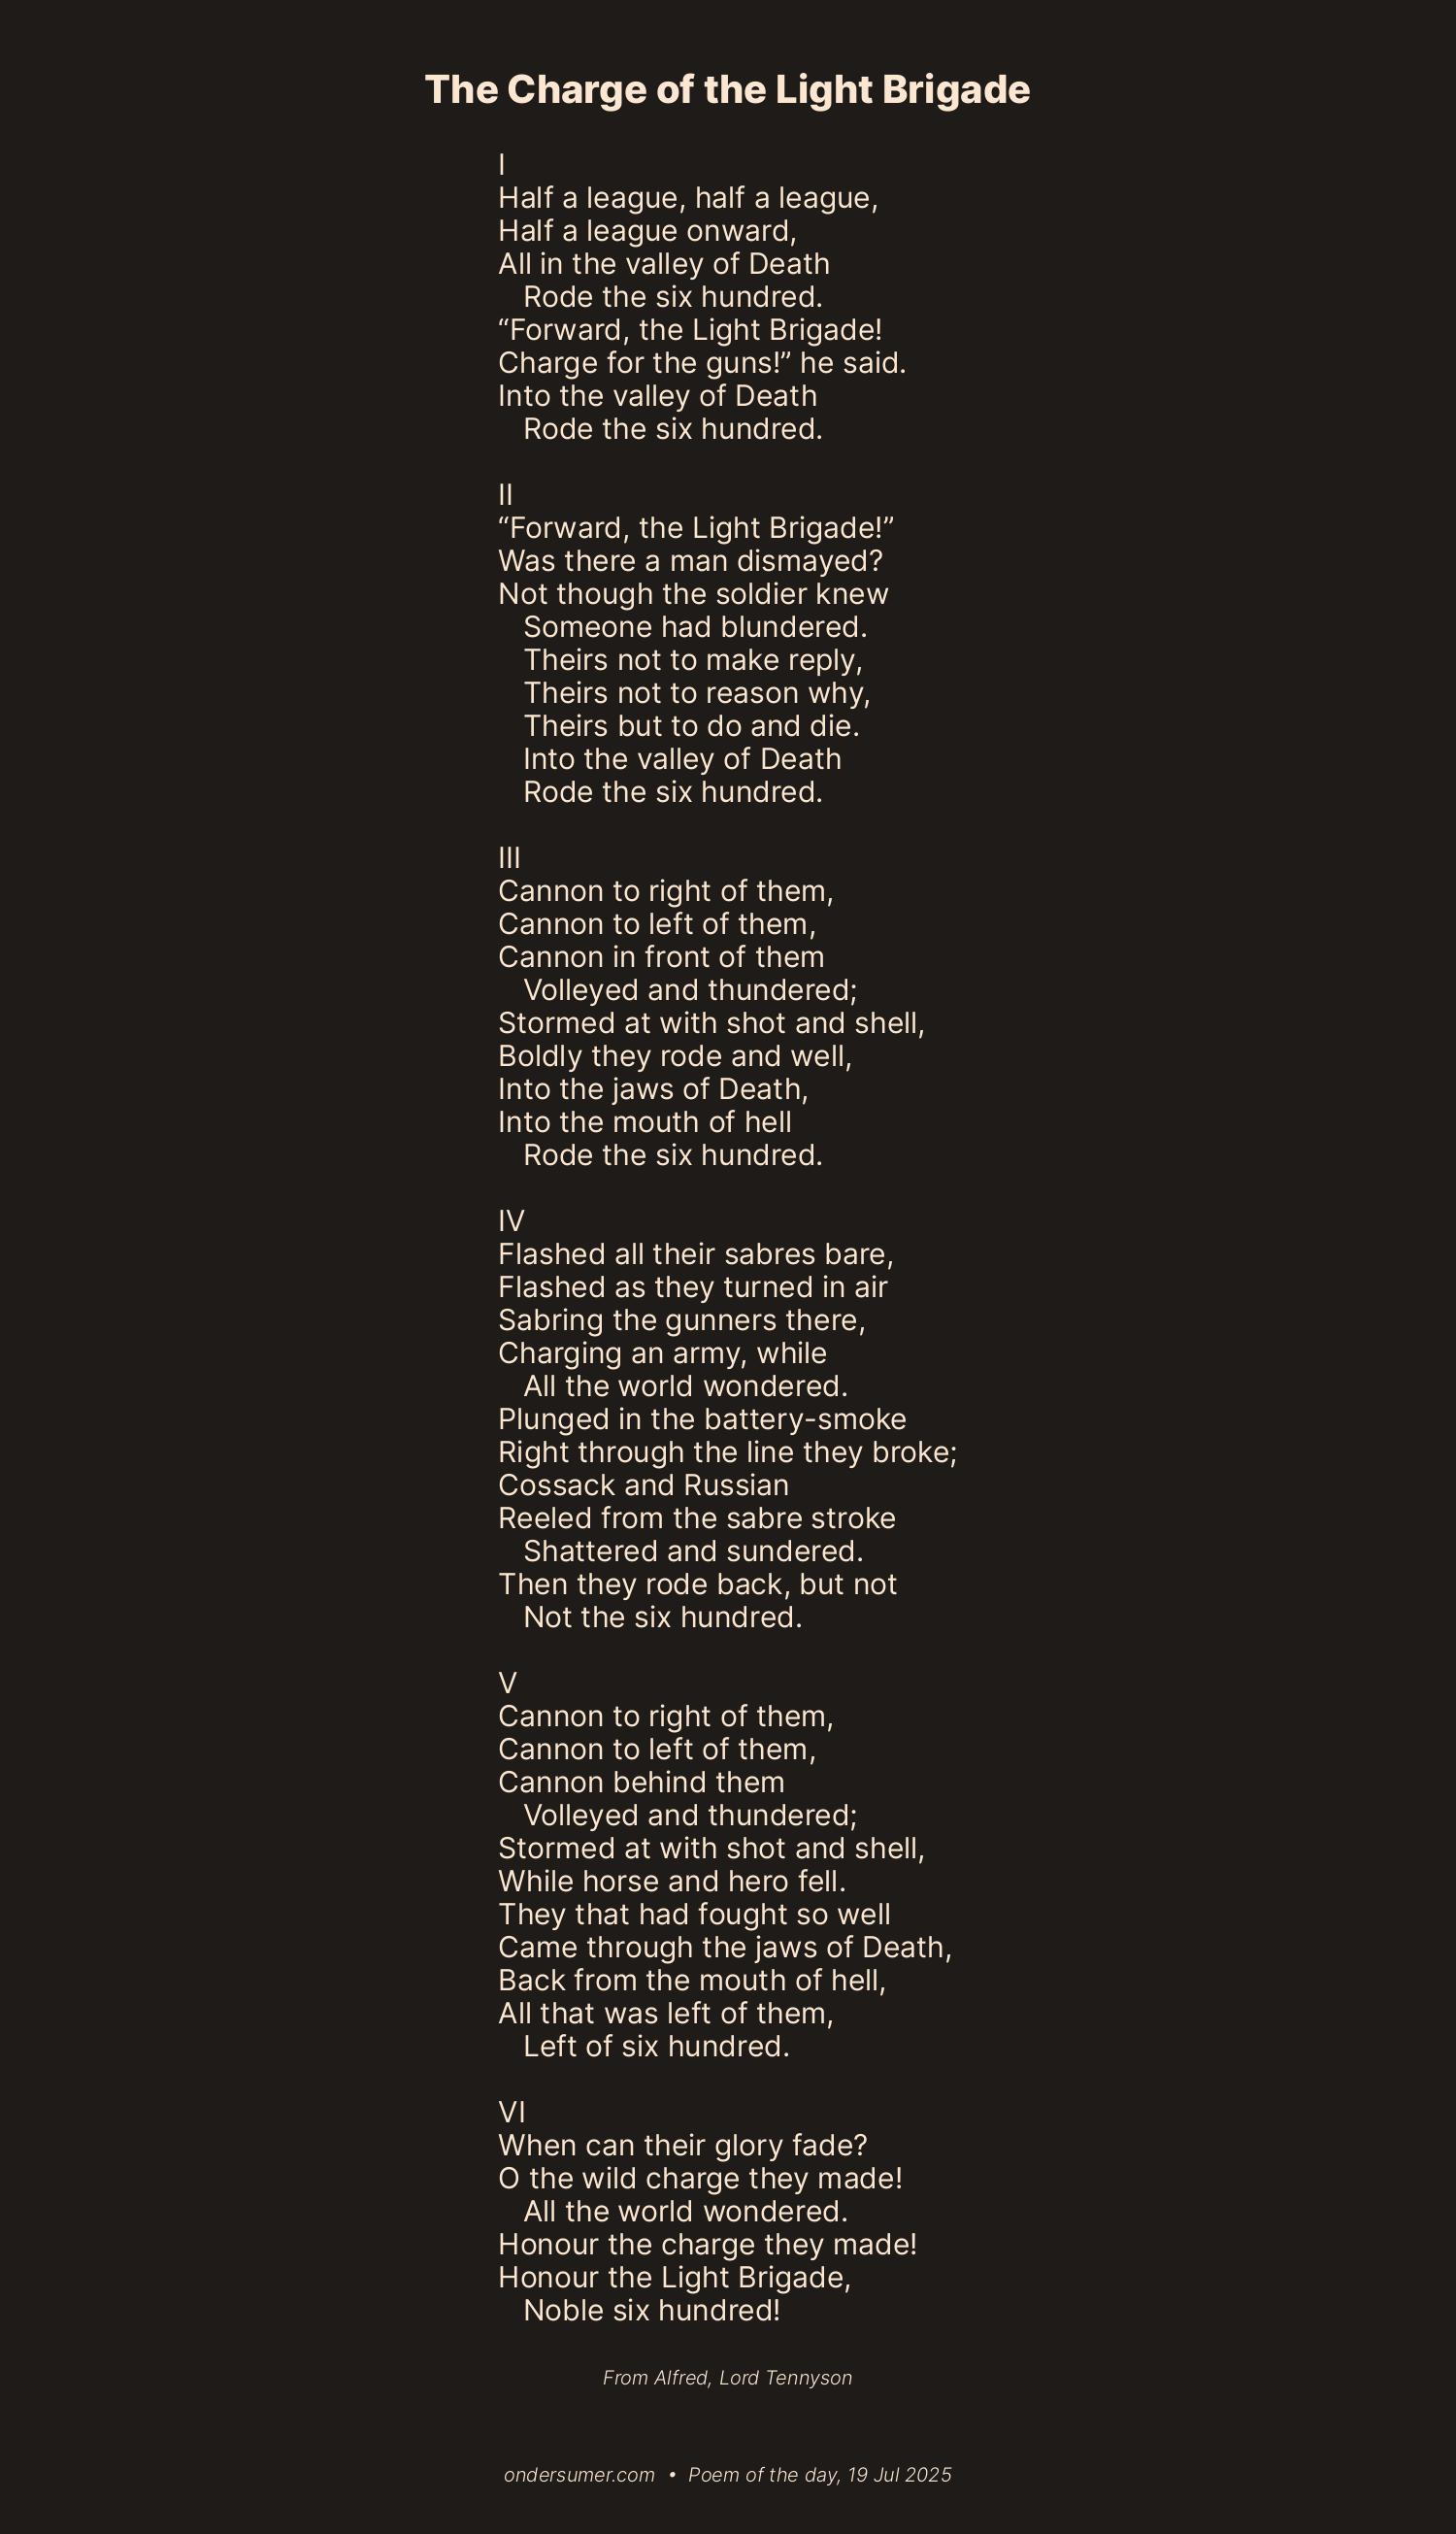 The Charge of the Light Brigade
I
Half a league, half a league,
Half a league onward,
All in the valley of Death
Rode the six hundred.
“Forward, the Light Brigade!
Charge for the guns!” he said.
Into the valley of Death
Rode the six hundred.
II
“Forward, the Light Brigade!”
Was there a man dismayed?
Not though the soldier knew
Someone had blundered.
Theirs not to make reply,
Theirs not to reason why,
Theirs but to do and die.
Into the valley of Death
Rode the six hundred.
III
Cannon to right of them,
Cannon to left of them,
Cannon in front of them
Volleyed and thundered;
Stormed at with shot and shell,
Boldly they rode and well,
Into the jaws of Death,
Into the mouth of hell
Rode the six hundred.
IV
Flashed all their sabres bare,
Flashed as they turned in air
Sabring the gunners there,
Charging an army, while
All the world wondered.
Plunged in the battery-smoke
Right through the line they broke;
Cossack and Russian
Reeled from the sabre stroke
Shattered and sundered.
Then they rode back, but not
Not the six hundred.
V
Cannon to right of them,
Cannon to left of them,
Cannon behind them
Volleyed and thundered;
Stormed at with shot and shell,
While horse and hero fell.
They that had fought so well
Came through the jaws of Death,
Back from the mouth of hell,
All that was left of them,
Left of six hundred.
VI
When can their glory fade?
O the wild charge they made!
All the world wondered.
Honour the charge they made!
Honour the Light Brigade,
Noble six hundred!
From Alfred, Lord Tennyson
ondersumer.com • Poem of the day, 19 Jul 2025